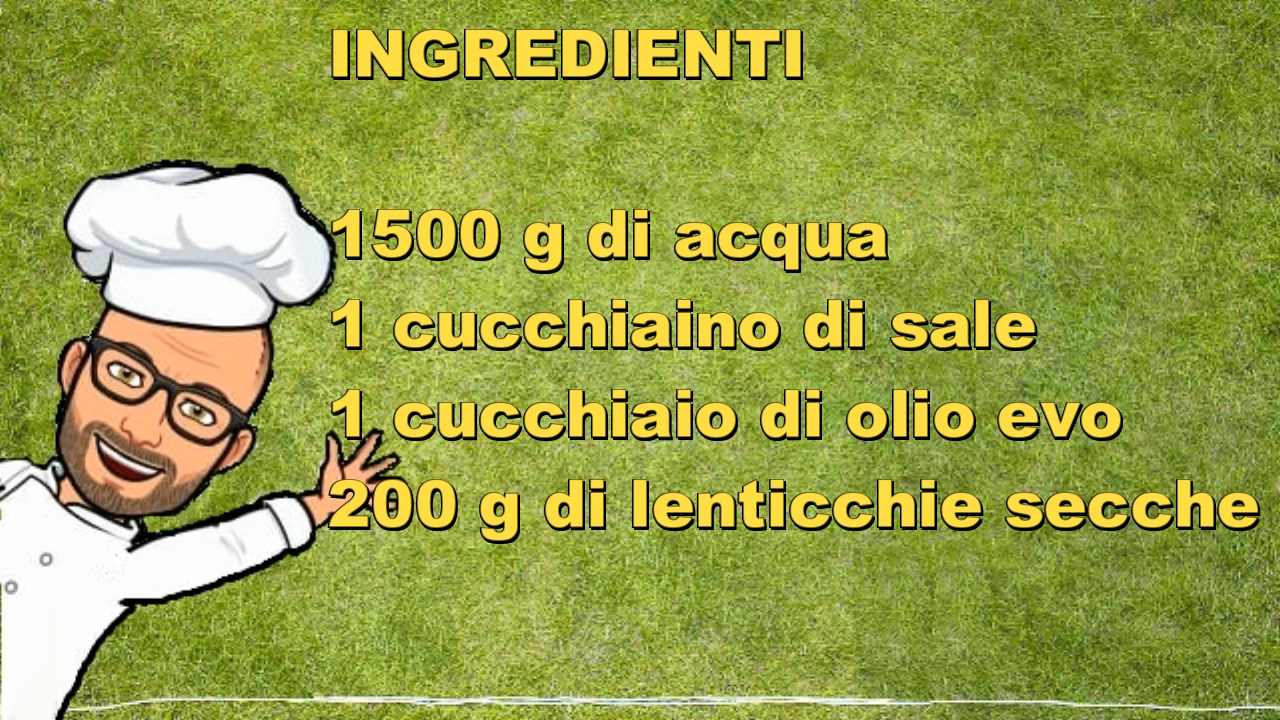 INGREDIENTI
1500 g di acqua
1 cucchiaino di sale
1 cucchiaio di olio evo
200 g di lenticchie secche